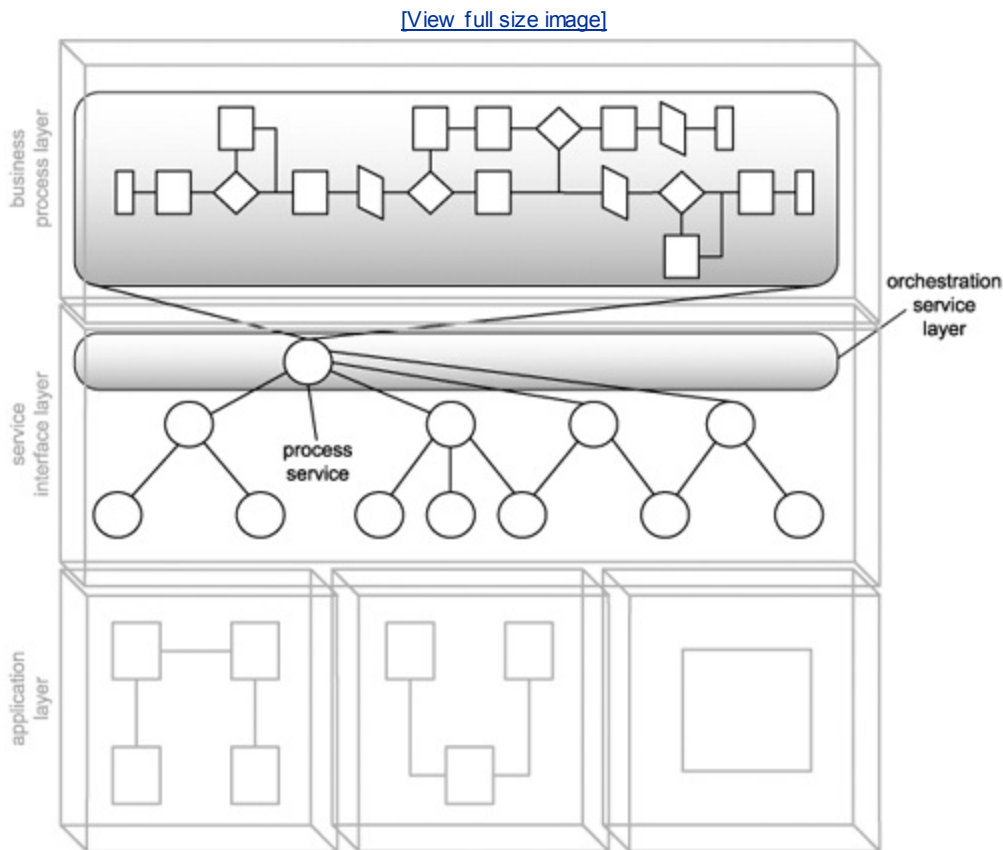 [View full size image]
business
process layer
orchestration
service
layer
service
interface layer
process
service
application
layer